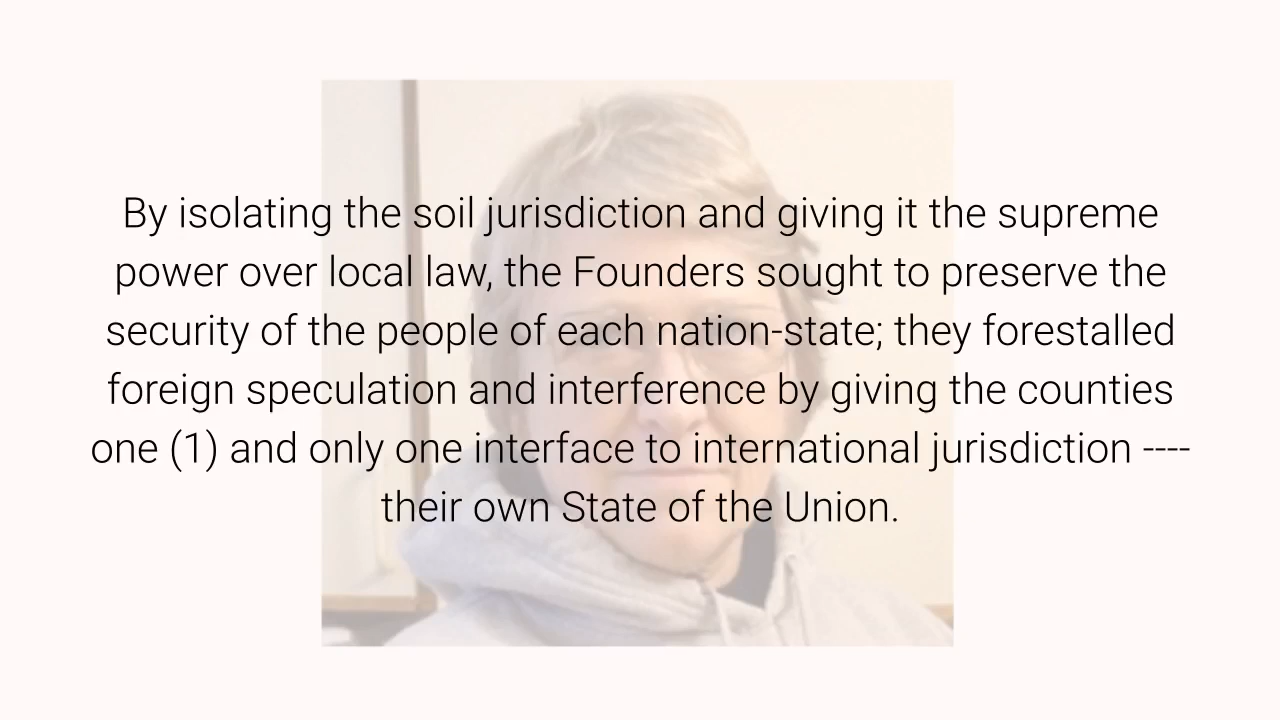 By isolating the soil jurisdiction and giving it the supreme
power over local law, the Founders sought to preserve the
security of the people of each nation-state; they forestalled
foreign speculation and interference by giving the counties
one (1) and only one interface to international jurisdiction ----
their own State of the Union.